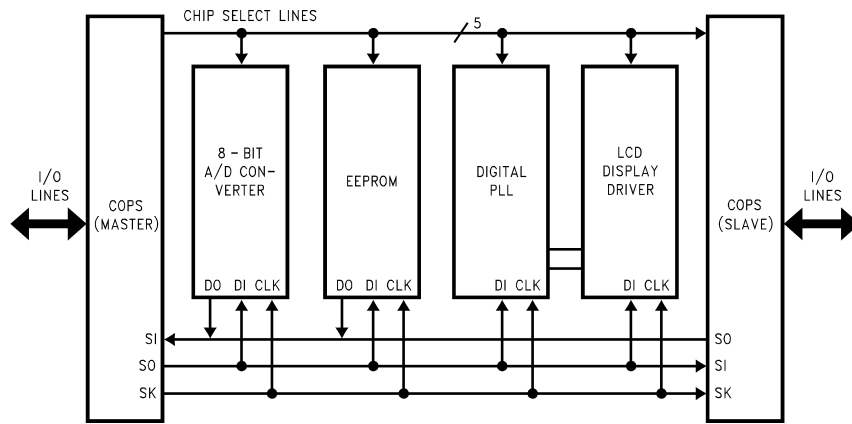 CHIP SELECT LINES
5
I/O
LINES
COPS
(MASTER)
8 – BIT
A/D CON-
VERTER
EEPROM
DIGITAL
PLL
LCD
DISPLAY
DRIVER
COPS
(SLAVE)
I/O
LINES
DO DI CLK
DO DI CLK
DI CLK
DI CLK
SI
SO
SO
SI
SK
SK